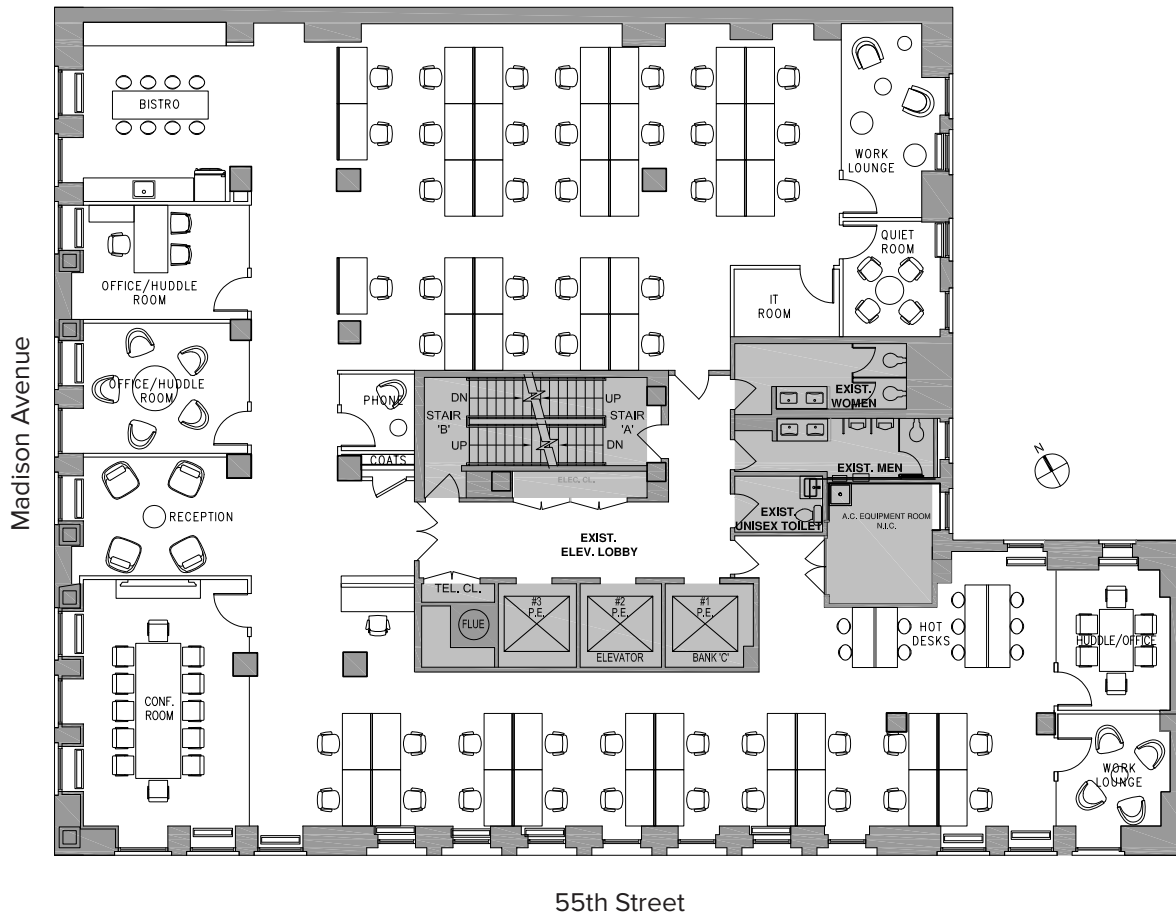 BISTRO
WORK
LOUNGE
QUIET
ROOM
OFFICE/HUDDLE
ROOM
IT
ROOM
Madison Avenue
OFFICE/HUDDLE
ROOM
PHONE
DN
UP
STAIR
'B'
STAIR
'A'
UP
DN
EXIST.
WOMEN
COATS
EXIST. MEN
ELEC. CL.
N
RECEPTION
EXIST.
UNISEX TOILET
A.C. EQUIPMENT ROOM
N.I.C.
EXIST.
ELEV. LOBBY
TEL. CL.
FLUE
#3
P.E.
#2
P.E.
#1
P.E.
ELEVATOR
BANK 'C'
HOT
DESKS
HUDDLE/OFFICE
CONF.
ROOM
WORK
LOUNGE
55th Street